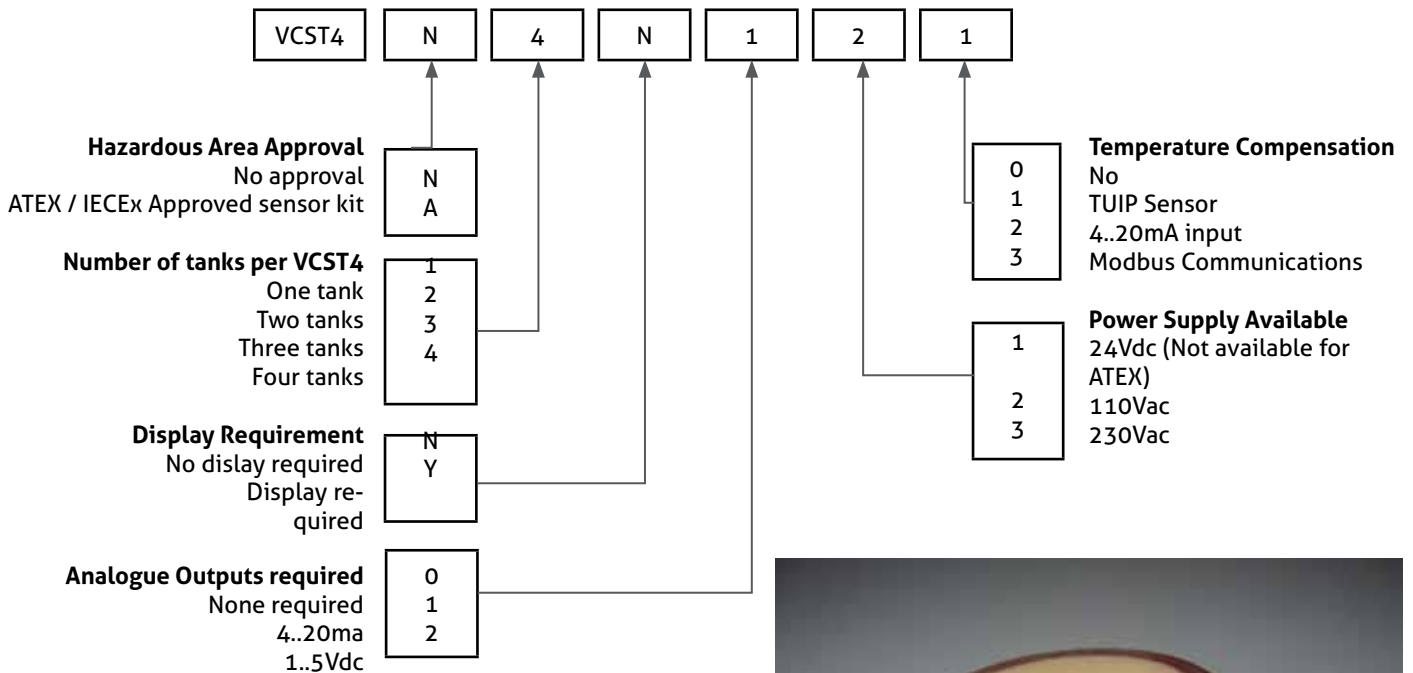 VCST4 N 4 N 1 2 1
Hazardous Area Approval
No approval N
ATEX / IECEx Approved sensor kit A
Number of tanks per VCST4 1
One tank 2
Two tanks 3
Three tanks 4
Four tanks
Display Requirement N
No dislay required Y
Display re-
quired
Analogue Outputs required 0
None required 1
4..20ma 2
1..5Vdc
Temperature Compensation
0 No
1 TUIP Sensor
2 4..20mA input
3 Modbus Communications
Power Supply Available
1 24Vdc (Not available for
ATEX)
2 110Vac
3 230Vac